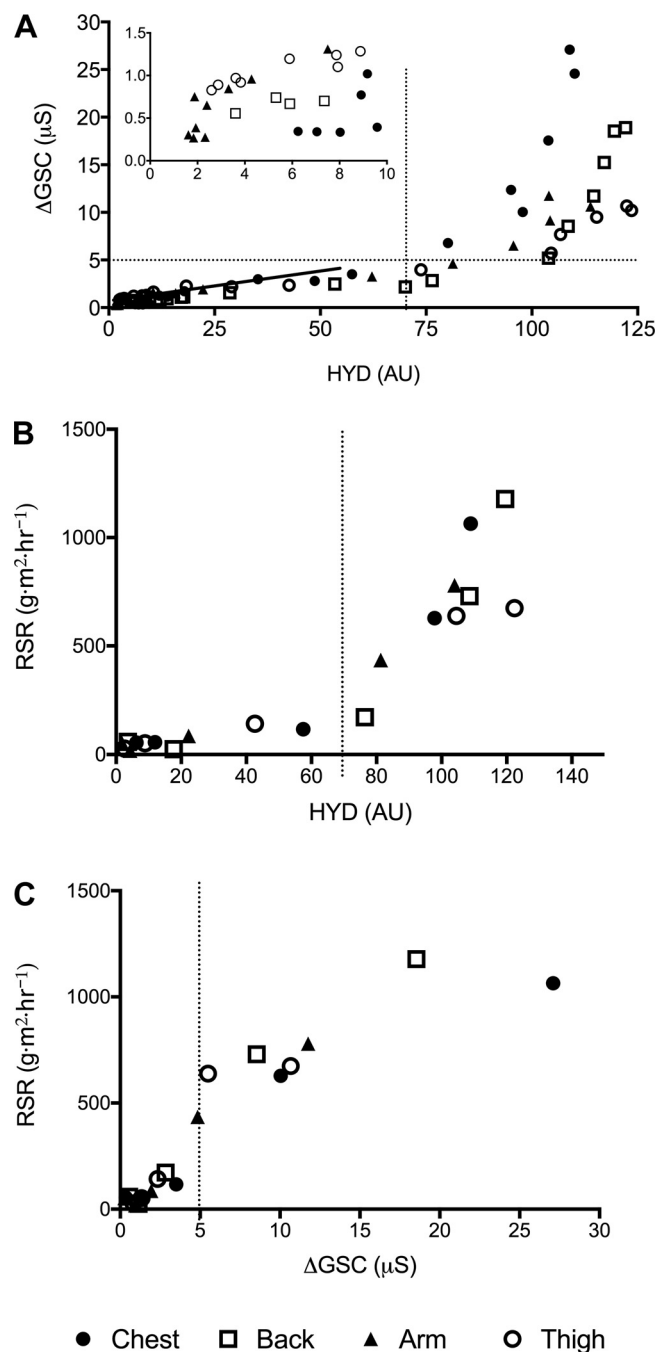 A
30
25
20
15
10
5
0
ΔGSC (μS)
1.5
1.0
0.5
0.0
0 2 4 6 8 10
0 25 50 75 100 125
HYD (AU)
B
1500
1000
500
0
RSR (g·m²·hr⁻¹)
0 20 40 60 80 100 120 140
HYD (AU)
C
1500
1000
500
0
RSR (g·m²·hr⁻¹)
0 5 10 15 20 25 30
ΔGSC (μS)
Chest Back Arm Thigh